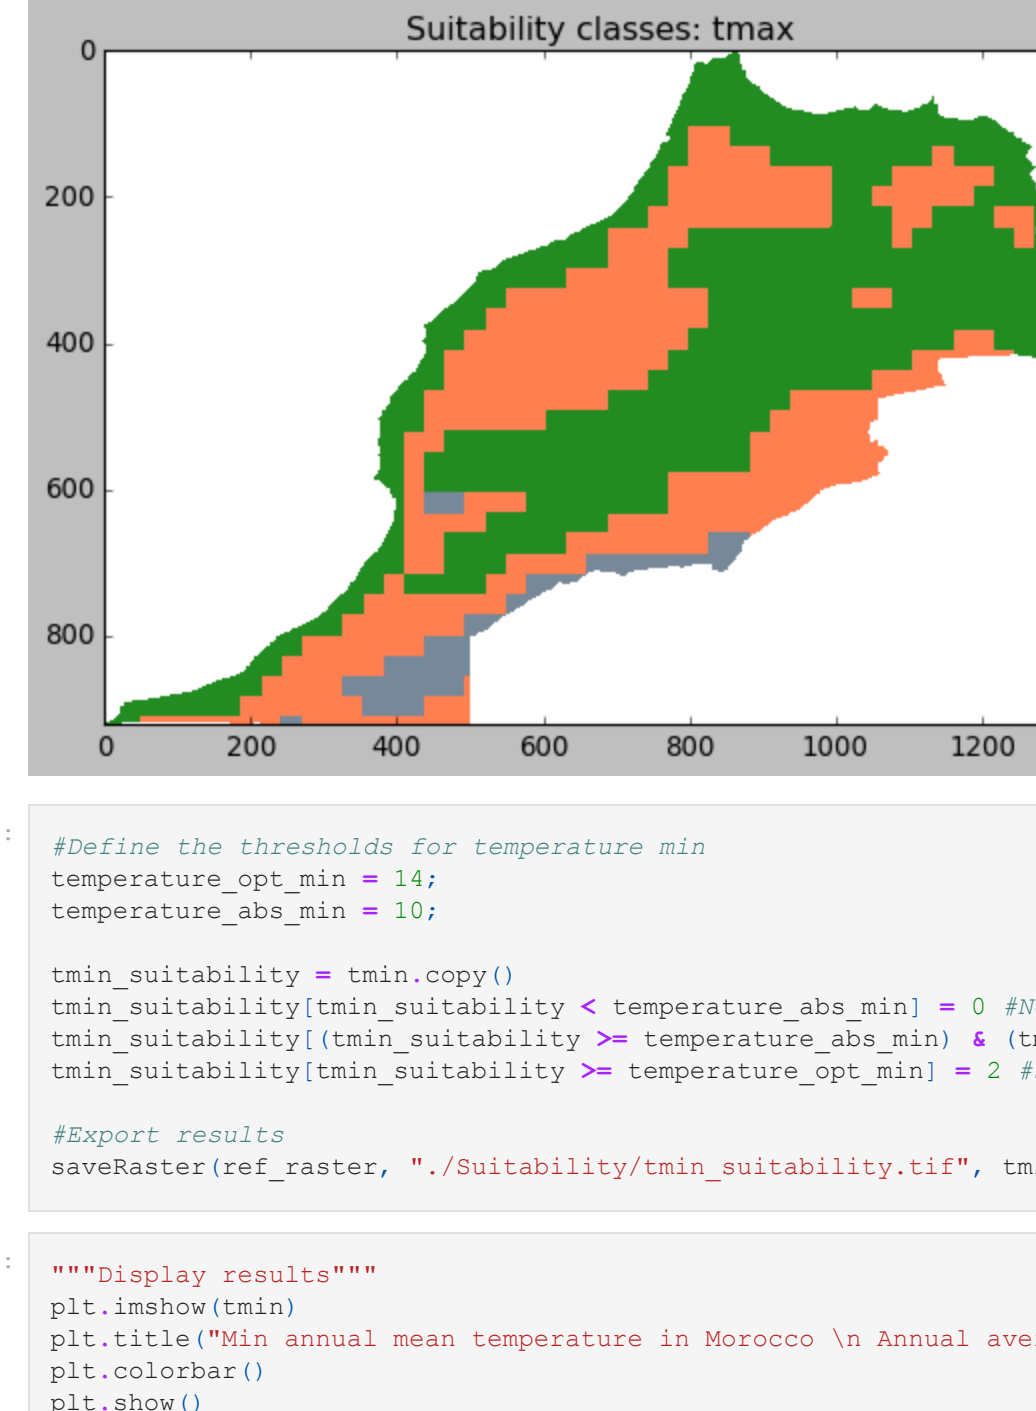 Suitability classes: tmax
0
200
400
600
800
0 200 400 600 800 1000 1200
:
#Define the thresholds for temperature min
temperature_opt_min = 14;
temperature_abs_min = 10;
tmin_suitability = tmin.copy()
tmin_suitability[tmin_suitability < temperature_abs_min] = 0 #N
tmin_suitability[(tmin_suitability >= temperature_abs_min) & (t
tmin_suitability[tmin_suitability >= temperature_opt_min] = 2 #
#Export results
saveRaster(ref_raster, "./Suitability/tmin_suitability.tif", tm
:
"""Display results"""
plt.imshow(tmin)
plt.title("Min annual mean temperature in Morocco \n Annual ave
plt.colorbar()
plt.show()